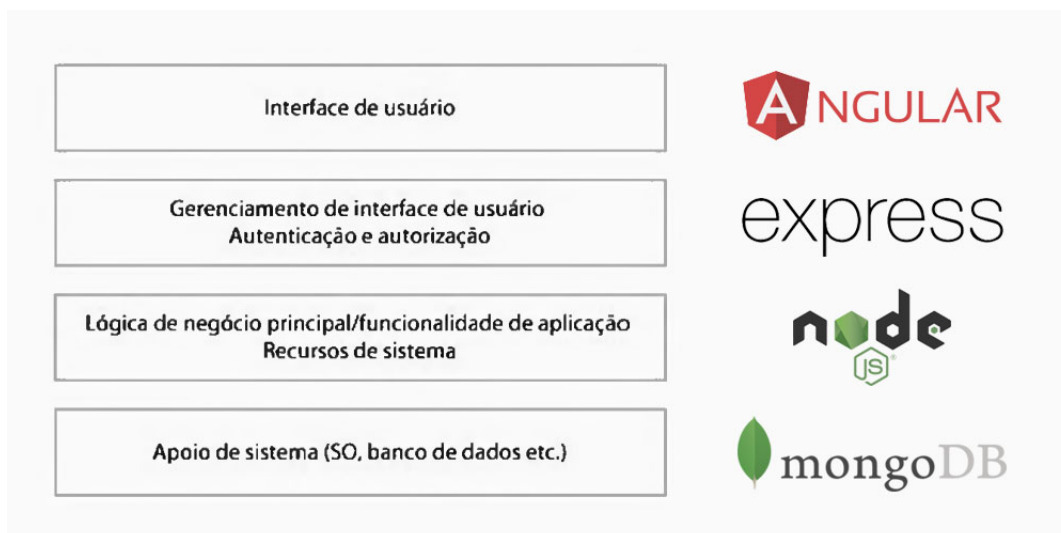 Interface de usuário
ANGULAR
Gerenciamento de interface de usuário
Autenticação e autorização
express
Lógica de negócio principal/funcionalidade de aplicação
Recursos de sistema
node
JS®
Apoio de sistema (SO, banco de dados etc.)
mongoDB